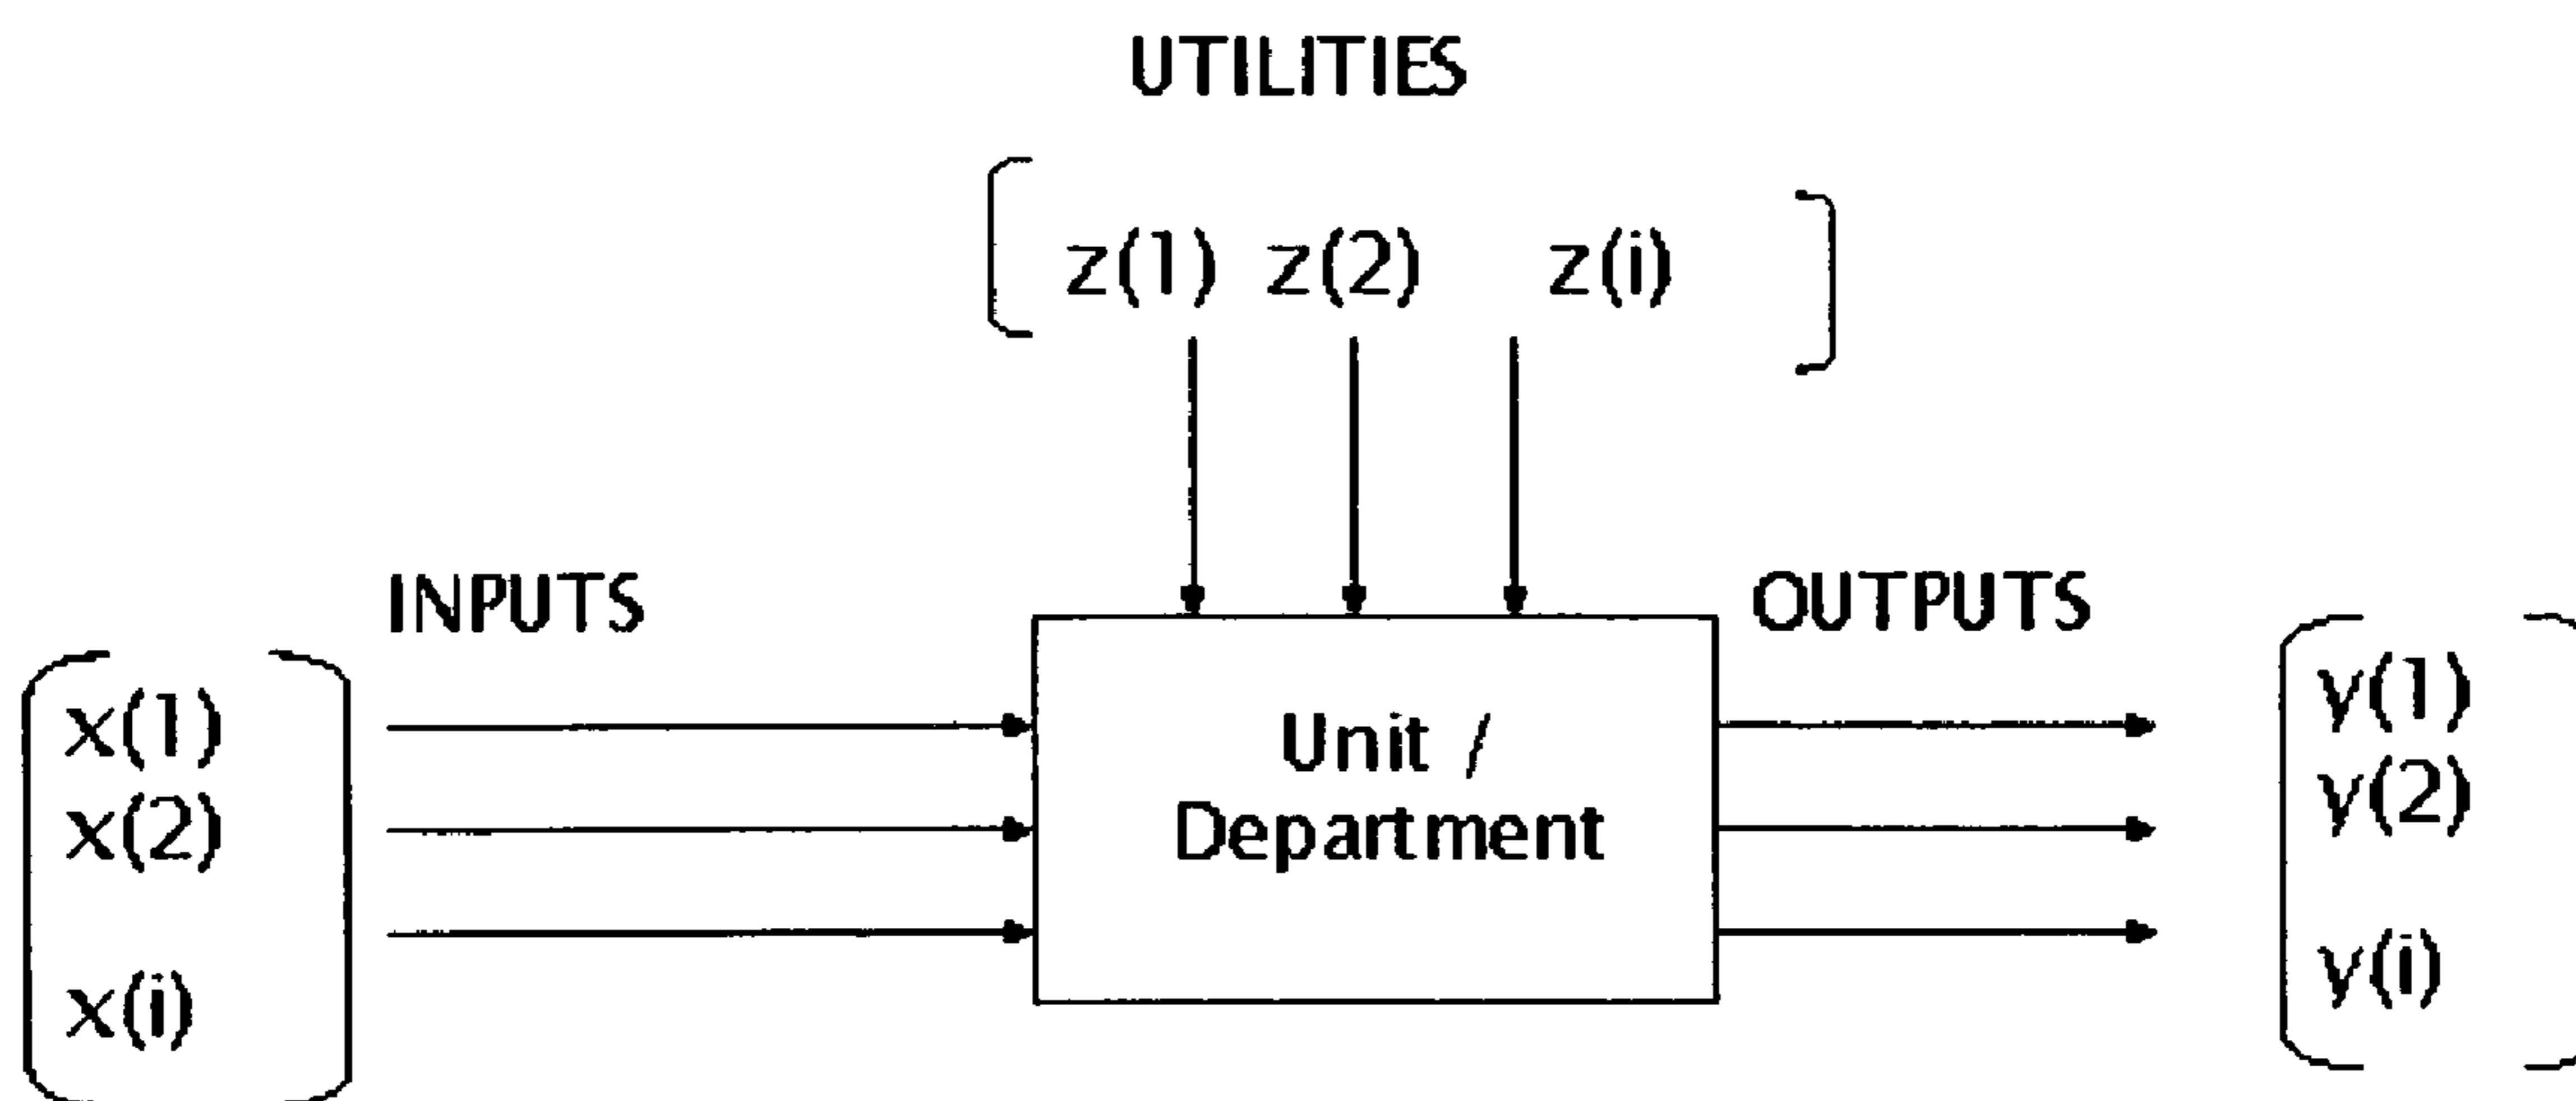 UTILITIES
z(1) z(2) z(i)
INPUTS
OUTPUTS
x(1)
x(2)
x(i)
Unit /
Department
y(1)
y(2)
y(i)